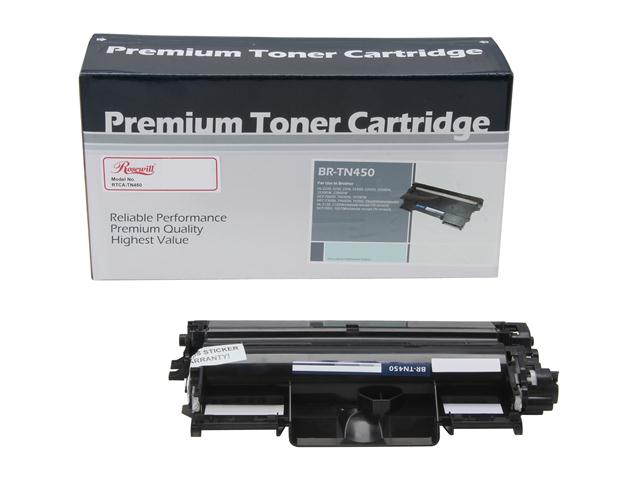 Premium Toner Cartridge
Premium Toner Cartridge
Rosewill
Model No.
RTCA-TN450
BR-TN450
For Use in Brother
Reliable Performance
Premium Quality
Highest Value
STICKER
BR-TN450